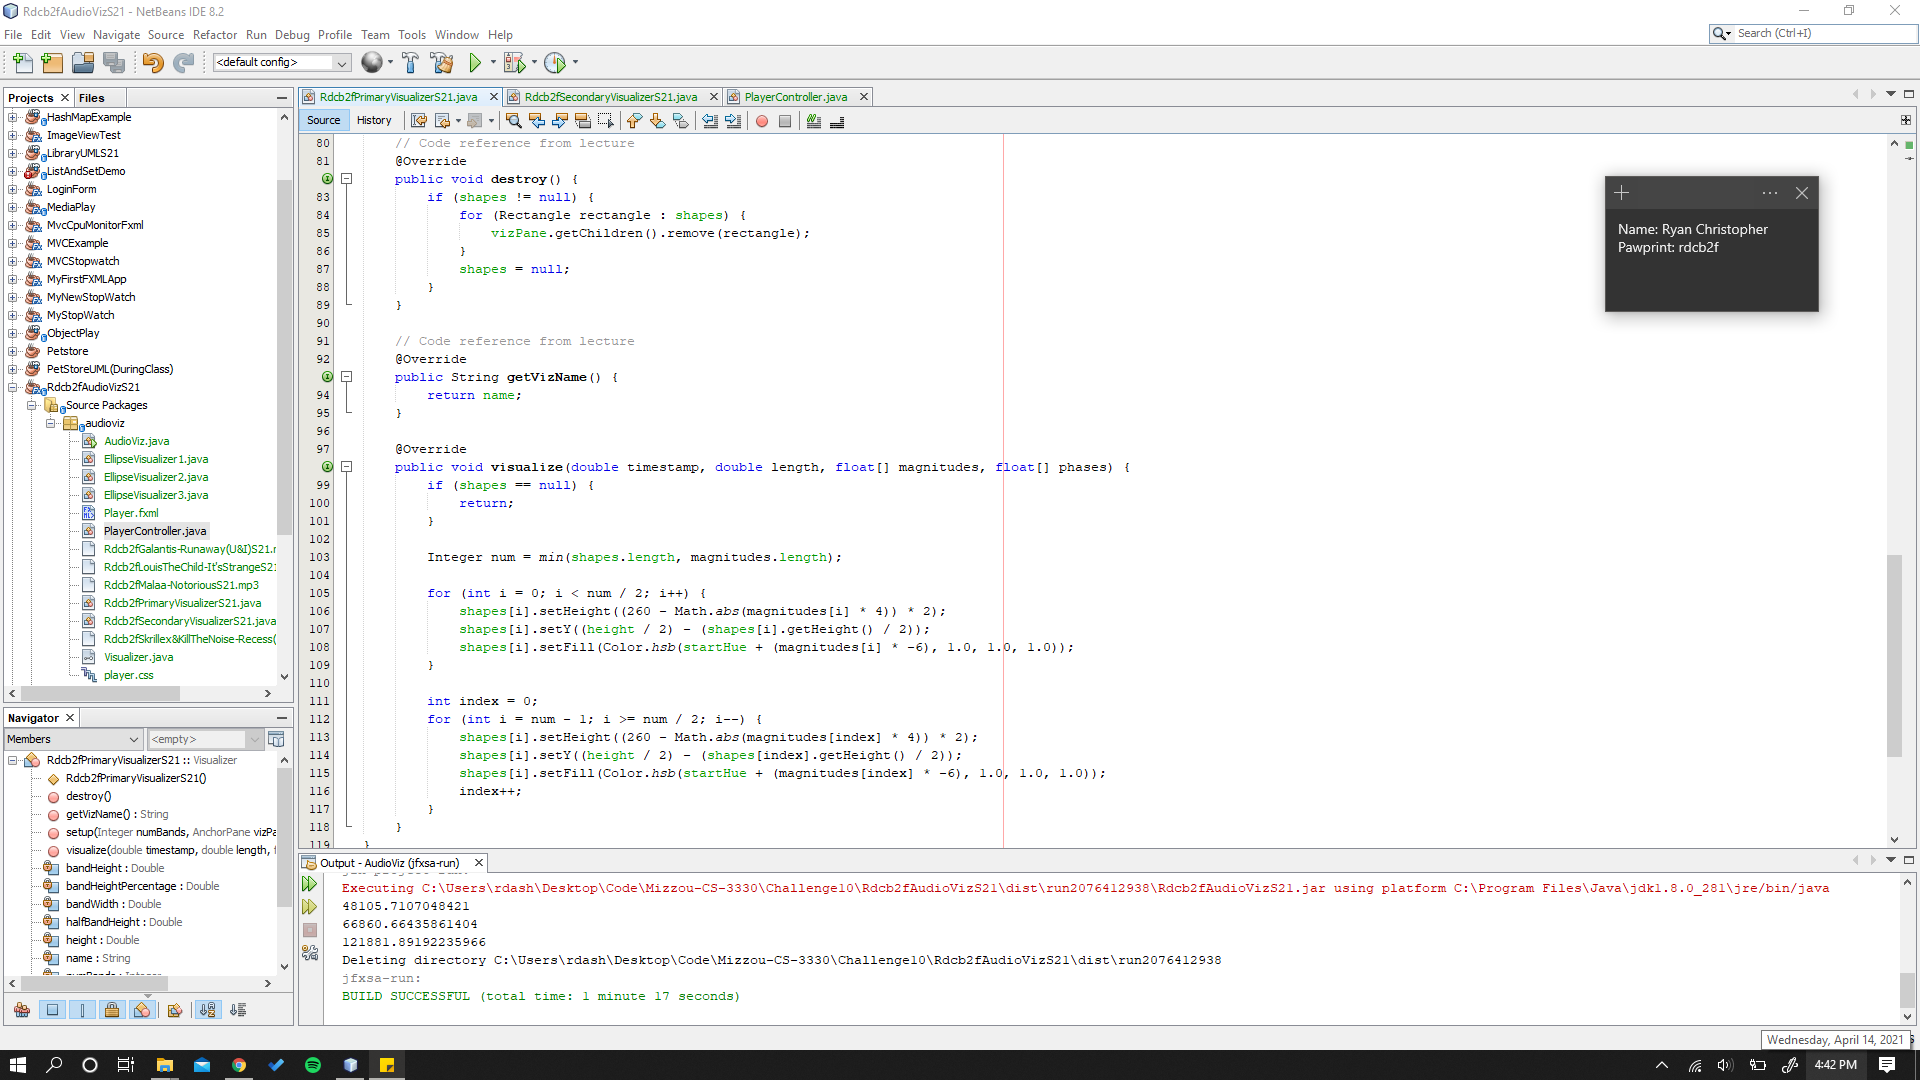 Rdcb2fAudioVizS21 - NetBeans IDE 8.2
File Edit View Navigate Source Refactor Run Debug Profile Team Tools Window Help
Search (Ctrl+I)
<default config>
Projects Files
HashMapExample
ImageViewTest
LibraryUMLS21
ListAndSetDemo
LoginForm
MediaPlay
MvcCpuMonitorFxml
MVCExample
MVCStopwatch
MyFirstFXMLApp
MyNewStopWatch
MyStopWatch
ObjectPlay
Petstore
PetStoreUML(DuringClass)
Rdcb2fAudioVizS21
Source Packages
audioviz
AudioViz.java
EllipseVisualizer1.java
EllipseVisualizer2.java
EllipseVisualizer3.java
Player.fxml
PlayerController.java
Rdcb2fGalantis-Runaway(U&I)S21.r
Rdcb2fLouisTheChild-It'sStrangeS21
Rdcb2fMalaa-NotoriousS21.mp3
Rdcb2fPrimaryVisualizerS21.java
Rdcb2fSecondaryVisualizerS21.java
Rdcb2fSkrillex&KillTheNoise-Recess(
Visualizer.java
player.css
Navigator
Members <empty>
Rdcb2fPrimaryVisualizerS21 :: Visualizer
Rdcb2fPrimaryVisualizerS21()
destroy()
getVizName() : String
setup(Integer numBands, AnchorPane vizPa
visualize(double timestamp, double length, f
bandHeight : Double
bandHeightPercentage : Double
bandWidth : Double
halfBandHeight : Double
height : Double
name : String
numBands : Integer
Rdcb2fPrimaryVisualizerS21.java Rdcb2fSecondaryVisualizerS21.java PlayerController.java
Source History
80 // Code reference from lecture
81 @Override
public void destroy() {
83 if (shapes != null) {
84 for (Rectangle rectangle : shapes) {
85 vizPane.getChildren().remove(rectangle);
86 }
87 shapes = null;
88 }
89 }
90
91 // Code reference from lecture
92 @Override
public String getVizName() {
94 return name;
95 }
96
97 @Override
public void visualize(double timestamp, double length, float[] magnitudes, float[] phases) {
99 if (shapes == null) {
100 return;
101 }
102
103 Integer num = min(shapes.length, magnitudes.length);
104
105 for (int i = 0; i < num / 2; i++) {
106 shapes[i].setHeight((260 - Math.abs(magnitudes[i] * 4)) * 2);
107 shapes[i].setY((height / 2) - (shapes[i].getHeight() / 2));
108 shapes[i].setFill(Color.hsb(startHue + (magnitudes[i] * -6), 1.0, 1.0, 1.0));
109 }
110
111 int index = 0;
112 for (int i = num - 1; i >= num / 2; i--) {
113 shapes[i].setHeight((260 - Math.abs(magnitudes[index] * 4)) * 2);
114 shapes[i].setY((height / 2) - (shapes[index].getHeight() / 2));
115 shapes[i].setFill(Color.hsb(startHue + (magnitudes[index] * -6), 1.0, 1.0, 1.0));
116 index++;
117 }
118 }
119 }
Name: Ryan Christopher
Pawprint: rdcb2f
Output - AudioViz (jfxsa-run)
Executing C:\Users\rdash\Desktop\Code\Mizzou-CS-3330\Challenge10\Rdcb2fAudioVizS21\dist\run2076412938\Rdcb2fAudioVizS21.jar using platform C:\Program Files\Java\jdk1.8.0_281\jre/bin/java
48105.7107048421
66860.66435861404
121881.89192235966
Deleting directory C:\Users\rdash\Desktop\Code\Mizzou-CS-3330\Challenge10\Rdcb2fAudioVizS21\dist\run2076412938
jfxsa-run:
BUILD SUCCESSFUL (total time: 1 minute 17 seconds)
Wednesday, April 14, 2021
4:42 PM